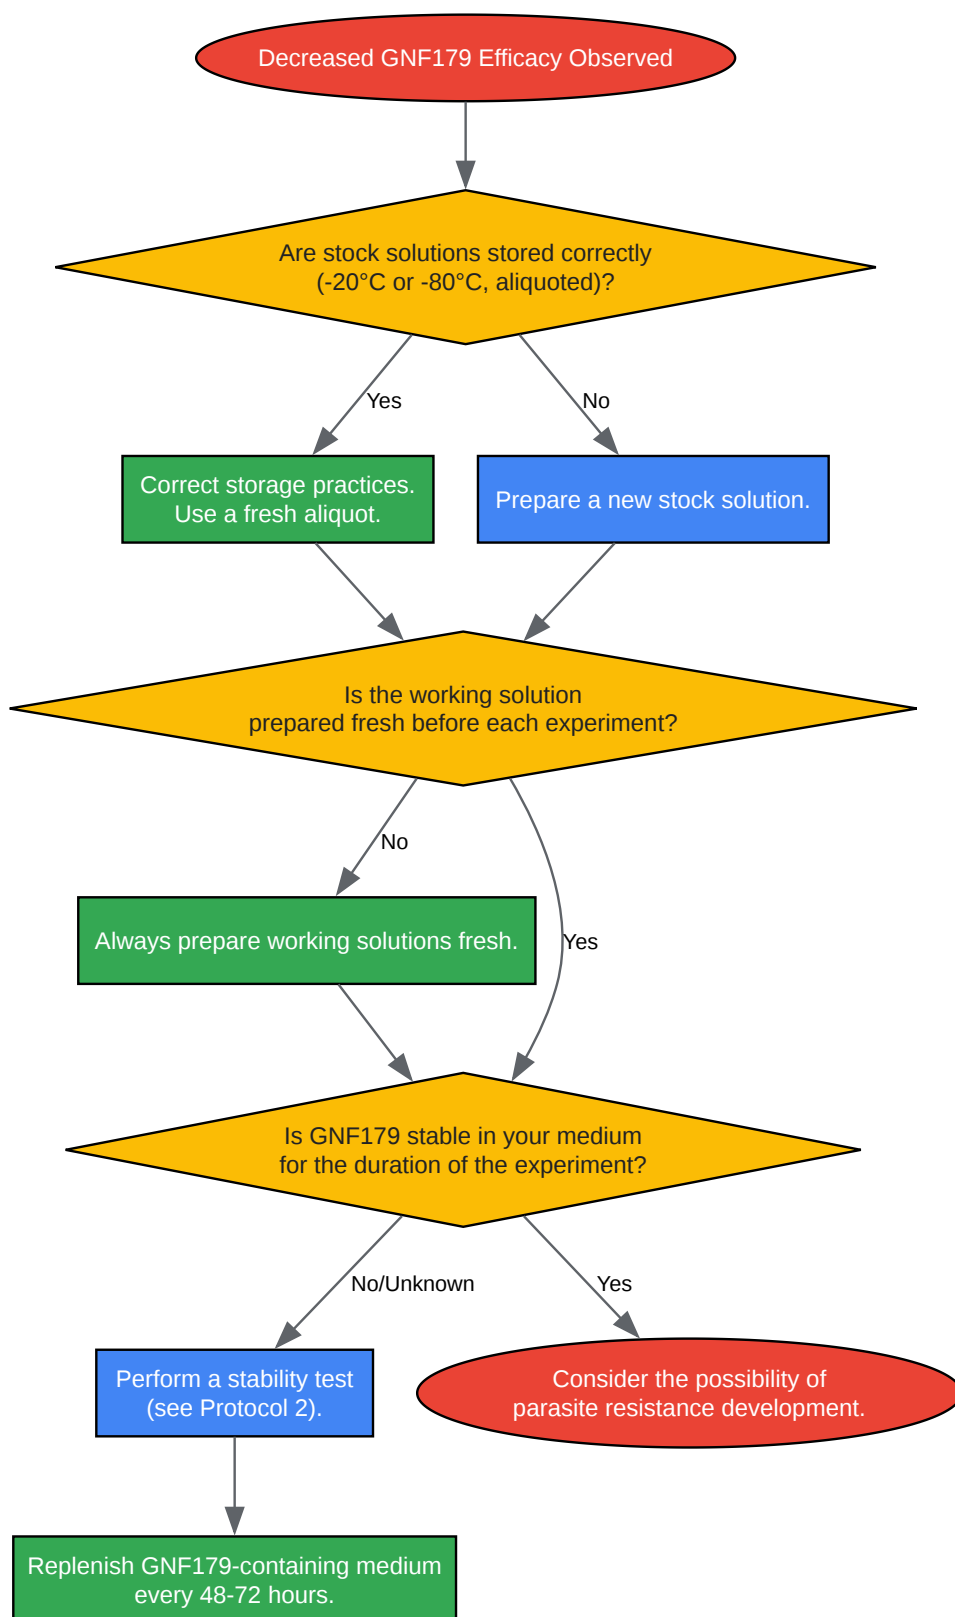 Decreased GNF179 Efficacy Observed
Are stock solutions stored correctly
(-20°C or -80°C, aliquoted)?
Yes
No
Correct storage practices.
Use a fresh aliquot.
Prepare a new stock solution.
Is the working solution
prepared fresh before each experiment?
No
Always prepare working solutions fresh.
Yes
Is GNF179 stable in your medium
for the duration of the experiment?
No/Unknown
Yes
Perform a stability test
(see Protocol 2).
Consider the possibility of
parasite resistance development.
Replenish GNF179-containing medium
every 48-72 hours.